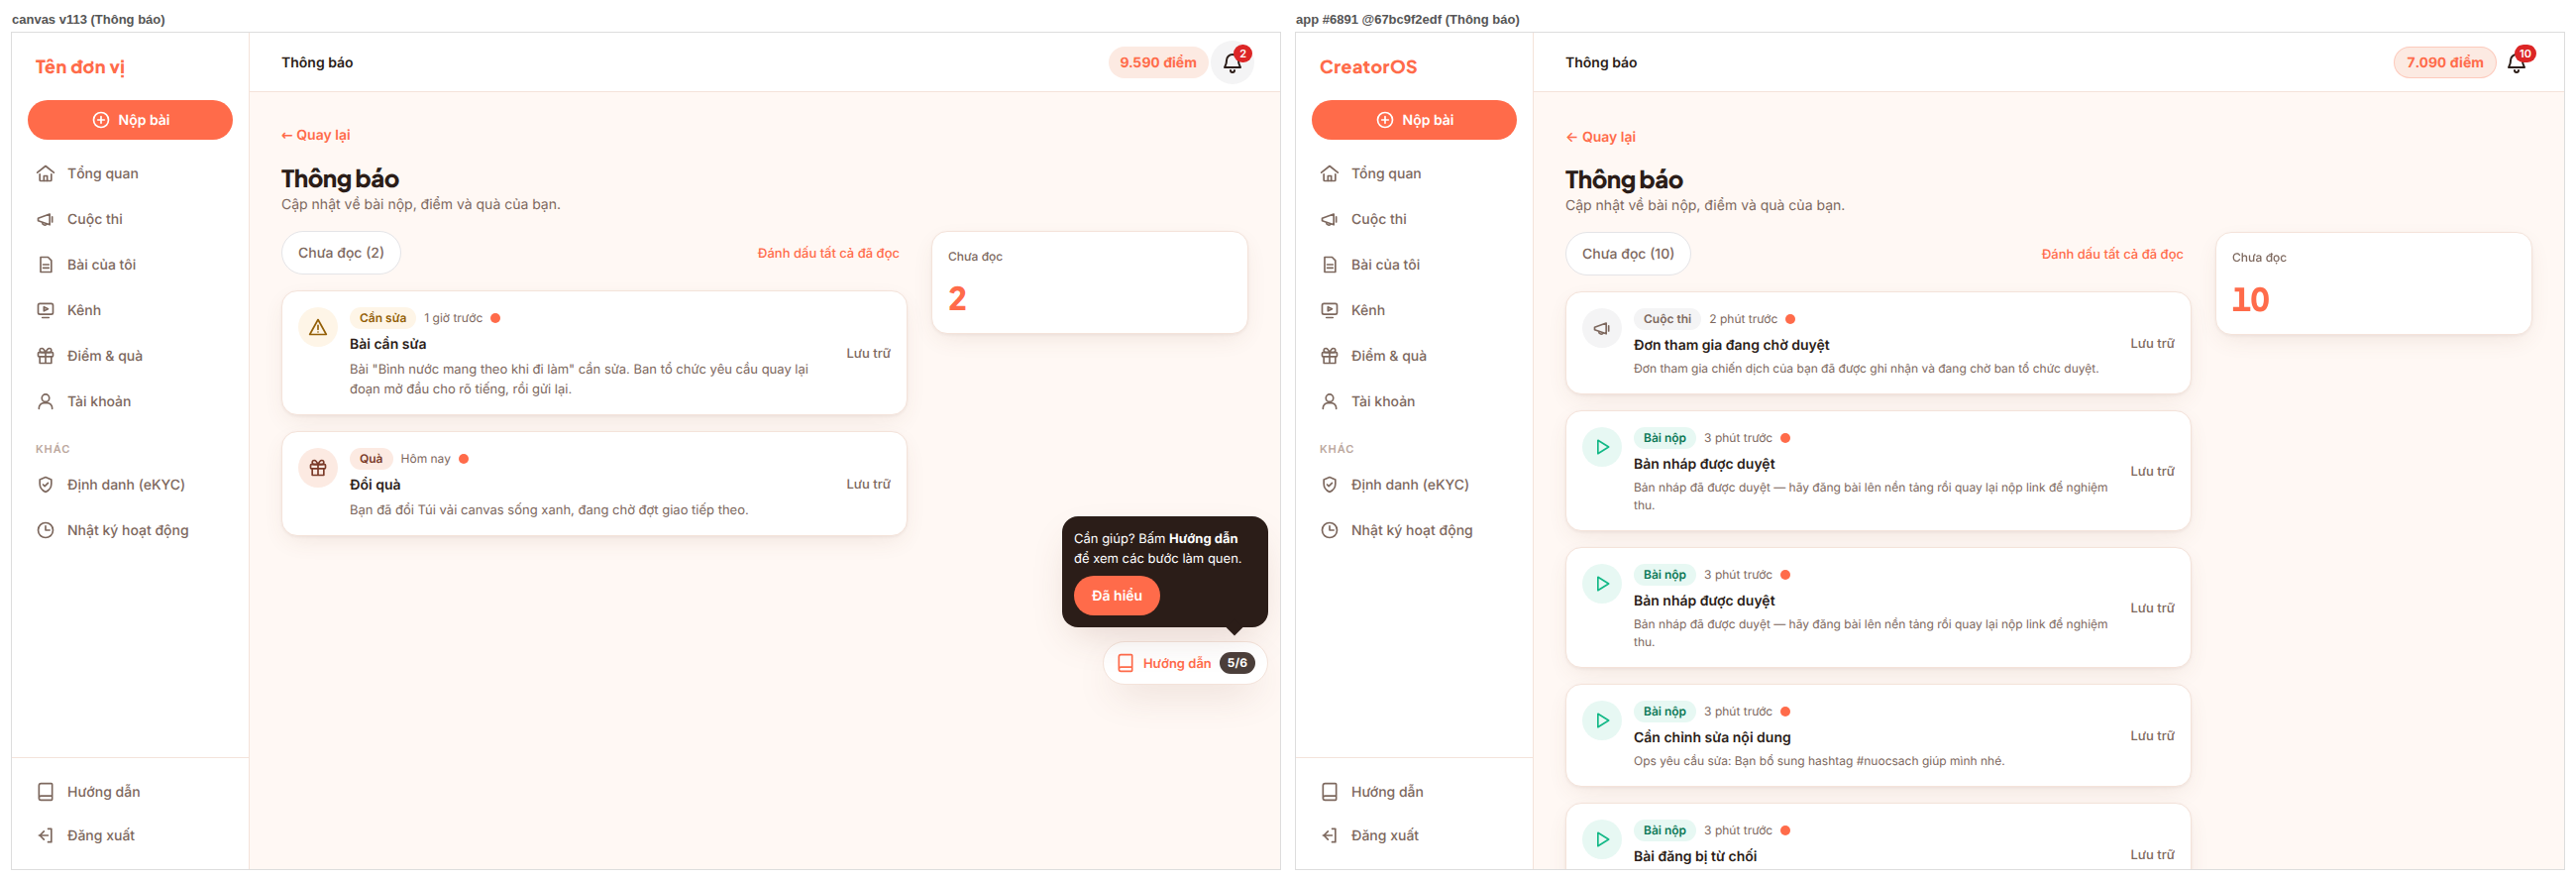 canvas v113 (Thông báo)
Tên đơn vị
Nộp bài
Tổng quan
Cuộc thi
Bài của tôi
Kênh
Điểm & quà
Tài khoản
KHÁC
Định danh (eKYC)
Nhật ký hoạt động
Hướng dẫn
Đăng xuất
Thông báo
9.590 điểm
2
← Quay lại
Thông báo
Cập nhật về bài nộp, điểm và quà của bạn.
Chưa đọc (2)
Đánh dấu tất cả đã đọc
Cần sửa 1 giờ trước
Bài cần sửa
Bài "Bình nước mang theo khi đi làm" cần sửa. Ban tổ chức yêu cầu quay lại
đoạn mở đầu cho rõ tiếng, rồi gửi lại.
Lưu trữ
Quà Hôm nay
Đổi quà
Bạn đã đổi Túi vải canvas sống xanh, đang chờ đợt giao tiếp theo.
Lưu trữ
Chưa đọc
2
Cần giúp? Bấm Hướng dẫn
để xem các bước làm quen.
Đã hiểu
Hướng dẫn 5/6
app #6891 @67bc9f2edf (Thông báo)
CreatorOS
Nộp bài
Tổng quan
Cuộc thi
Bài của tôi
Kênh
Điểm & quà
Tài khoản
KHÁC
Định danh (eKYC)
Nhật ký hoạt động
Hướng dẫn
Đăng xuất
Thông báo
7.090 điểm
10
← Quay lại
Thông báo
Cập nhật về bài nộp, điểm và quà của bạn.
Chưa đọc (10)
Đánh dấu tất cả đã đọc
Cuộc thi 2 phút trước
Đơn tham gia đang chờ duyệt
Đơn tham gia chiến dịch của bạn đã được ghi nhận và đang chờ ban tổ chức duyệt.
Lưu trữ
Bài nộp 3 phút trước
Bản nháp được duyệt
Bản nháp đã được duyệt — hãy đăng bài lên nền tảng rồi quay lại nộp link để nghiệm
thu.
Lưu trữ
Bài nộp 3 phút trước
Bản nháp được duyệt
Bản nháp đã được duyệt — hãy đăng bài lên nền tảng rồi quay lại nộp link để nghiệm
thu.
Lưu trữ
Bài nộp 3 phút trước
Cần chỉnh sửa nội dung
Ops yêu cầu sửa: Bạn bổ sung hashtag #nuocsach giúp mình nhé.
Lưu trữ
Bài nộp 3 phút trước
Bài đăng bị từ chối
Lưu trữ
Chưa đọc
10